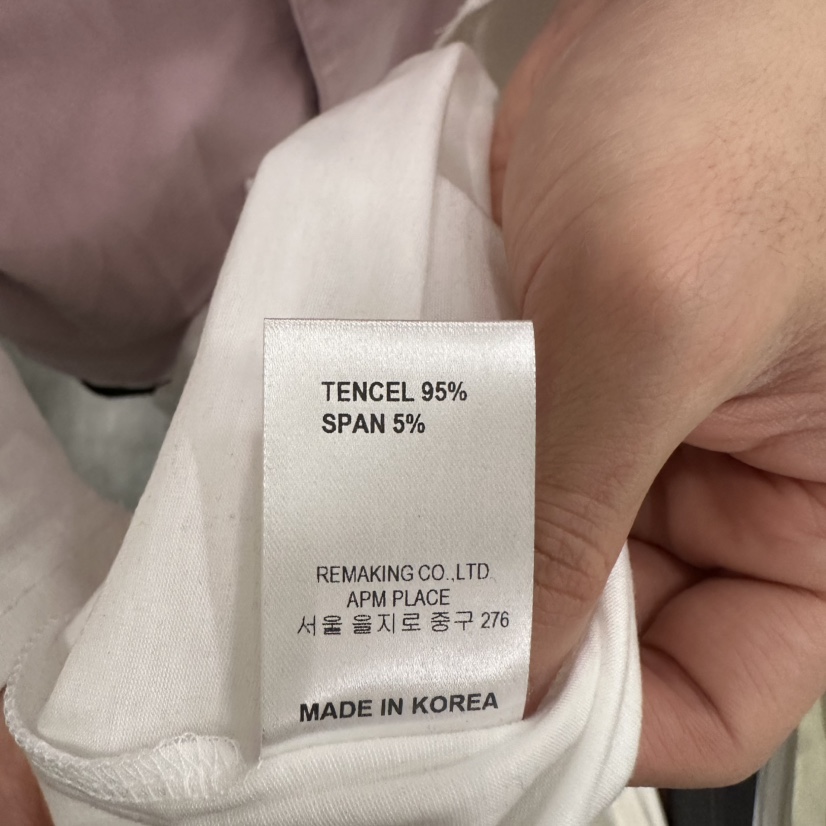 TENCEL 95%
SPAN 5%
REMAKING CO.,LTD
APM PLACE
서울 을지로 중구 276
MADE IN KOREA